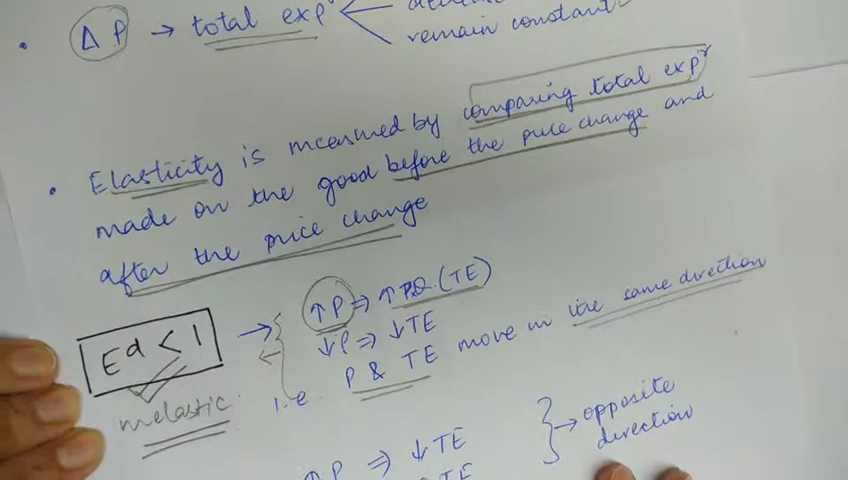 • ΔP → total expr
remain constant
• Elasticity is measured by comparing total expr
made on the good before the price change and
after the price change
Ed < 1 → ↑P ⇒ ↑P.Q.(TE)
↓P ⇒ ↓TE
i.e. P & TE move in the same direction
inelastic
↑P ⇒ ↓TE } → opposite
direction
TE